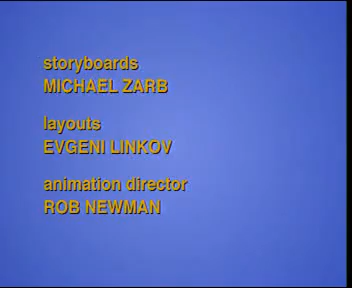 storyboards
MICHAEL ZARB
layouts
EVGENI LINKOV
animation director
ROB NEWMAN